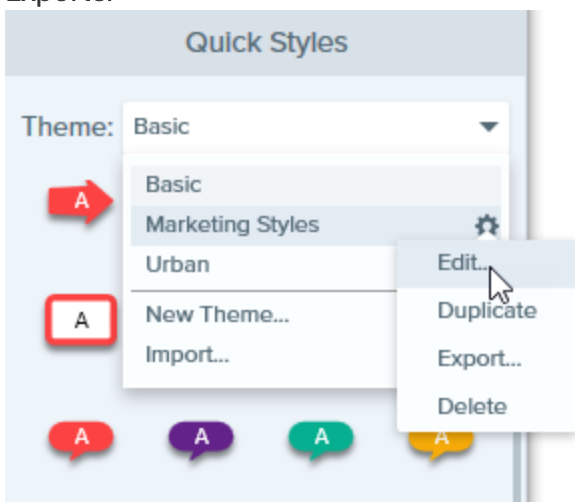 Quick Styles
Theme: Basic
A
Basic
Marketing Styles
Urban
Edit...
A
New Theme...
Duplicate
Import...
Export...
Delete
A A A A